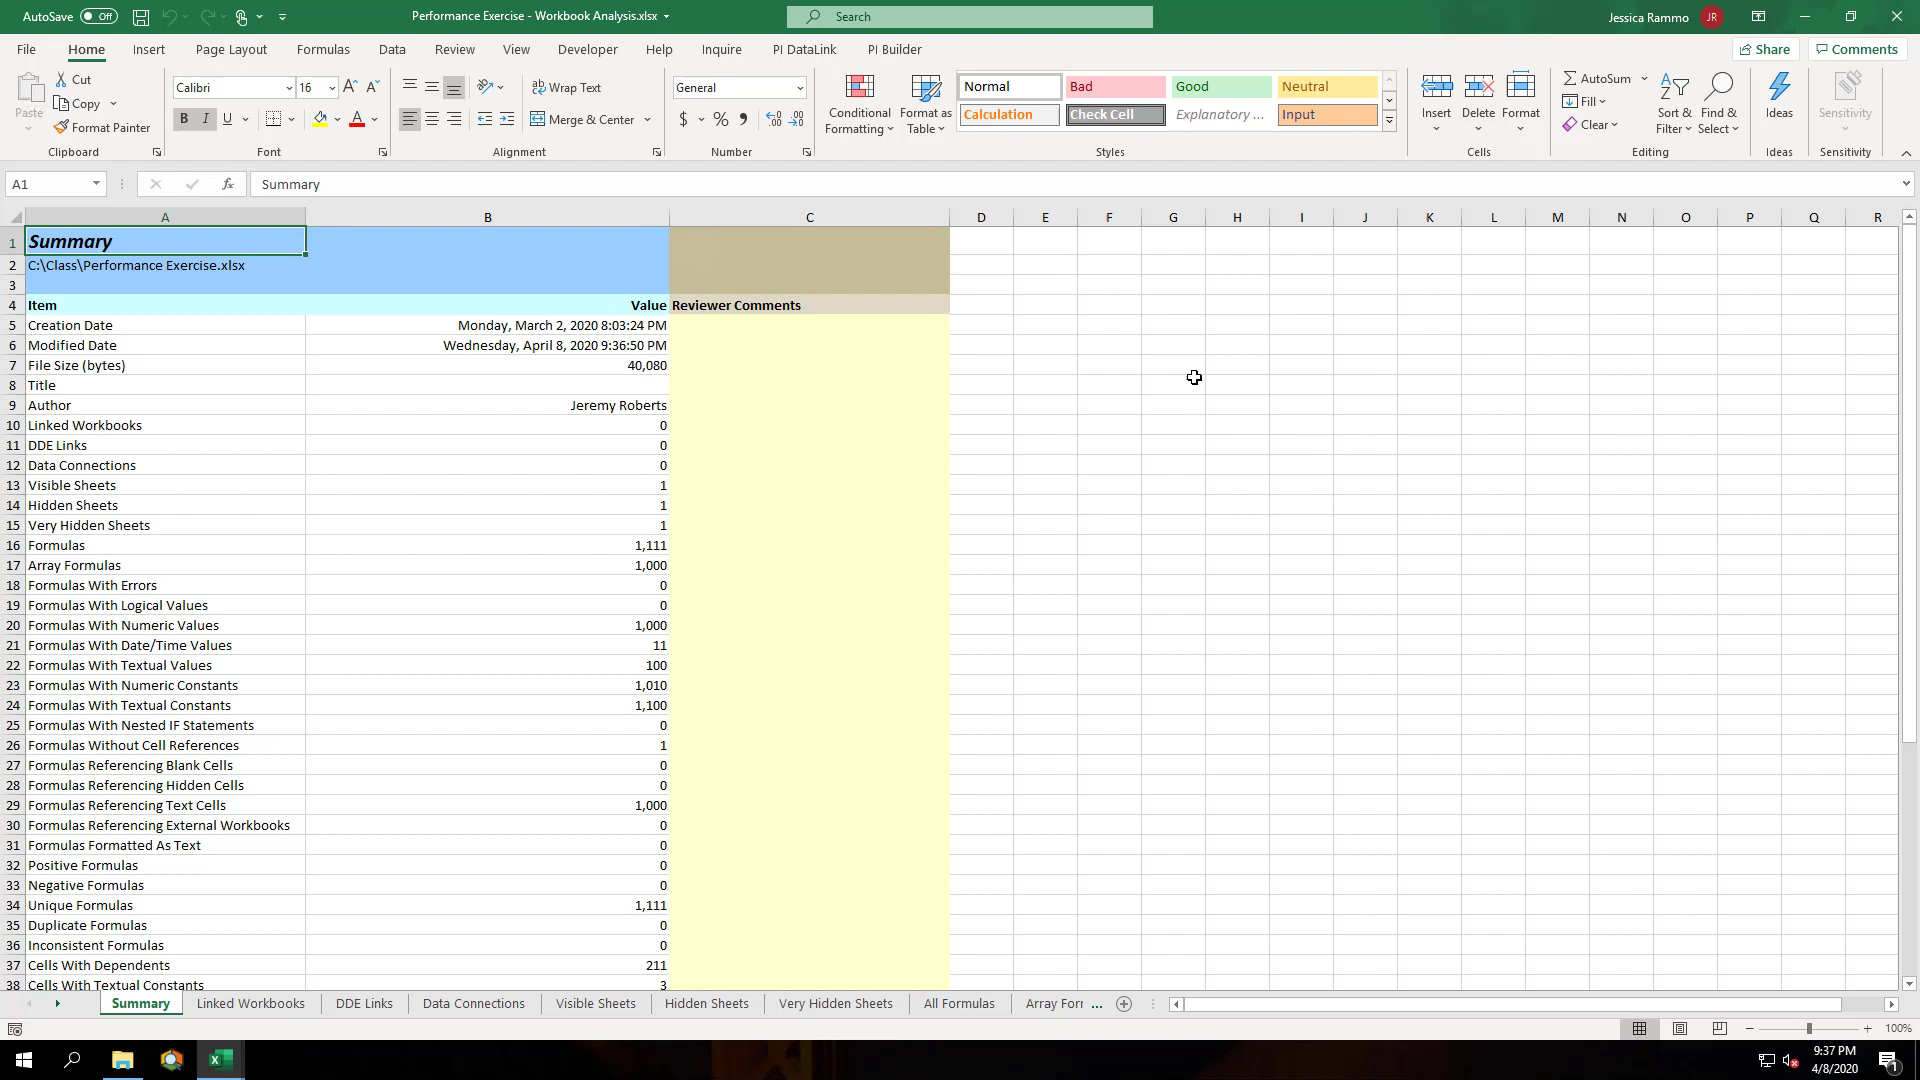 AutoSave Off Performance Exercise - Workbook Analysis.xlsx Search Jessica Rammo JR
File Home Insert Page Layout Formulas Data Review View Developer Help Inquire PI DataLink PI Builder Share Comments
Paste Cut Copy Format Painter
Calibri 16 A A B I U A
Wrap Text Merge & Center
General $ % 9
Conditional Formatting Format as Table
Normal Bad Good Neutral
Calculation Check Cell Explanatory ... Input
Insert Delete Format
AutoSum Fill Clear Sort & Filter Find & Select
Ideas Sensitivity
Clipboard Font Alignment Number Styles Cells Editing Ideas Sensitivity
A1 fx Summary
A B C D E F G H I J K L M N O P Q R
1 Summary
2 C:\Class\Performance Exercise.xlsx
3
4 Item Value Reviewer Comments
5 Creation Date Monday, March 2, 2020 8:03:24 PM
6 Modified Date Wednesday, April 8, 2020 9:36:50 PM
7 File Size (bytes) 40,080
8 Title
9 Author Jeremy Roberts
10 Linked Workbooks 0
11 DDE Links 0
12 Data Connections 0
13 Visible Sheets 1
14 Hidden Sheets 1
15 Very Hidden Sheets 1
16 Formulas 1,111
17 Array Formulas 1,000
18 Formulas With Errors 0
19 Formulas With Logical Values 0
20 Formulas With Numeric Values 1,000
21 Formulas With Date/Time Values 11
22 Formulas With Textual Values 100
23 Formulas With Numeric Constants 1,010
24 Formulas With Textual Constants 1,100
25 Formulas With Nested IF Statements 0
26 Formulas Without Cell References 1
27 Formulas Referencing Blank Cells 0
28 Formulas Referencing Hidden Cells 0
29 Formulas Referencing Text Cells 1,000
30 Formulas Referencing External Workbooks 0
31 Formulas Formatted As Text 0
32 Positive Formulas 0
33 Negative Formulas 0
34 Unique Formulas 1,111
35 Duplicate Formulas 0
36 Inconsistent Formulas 0
37 Cells With Dependents 211
38 Cells With Textual Constants 3
Summary Linked Workbooks DDE Links Data Connections Visible Sheets Hidden Sheets Very Hidden Sheets All Formulas Array Forr ...
100%
9:37 PM
4/8/2020
1